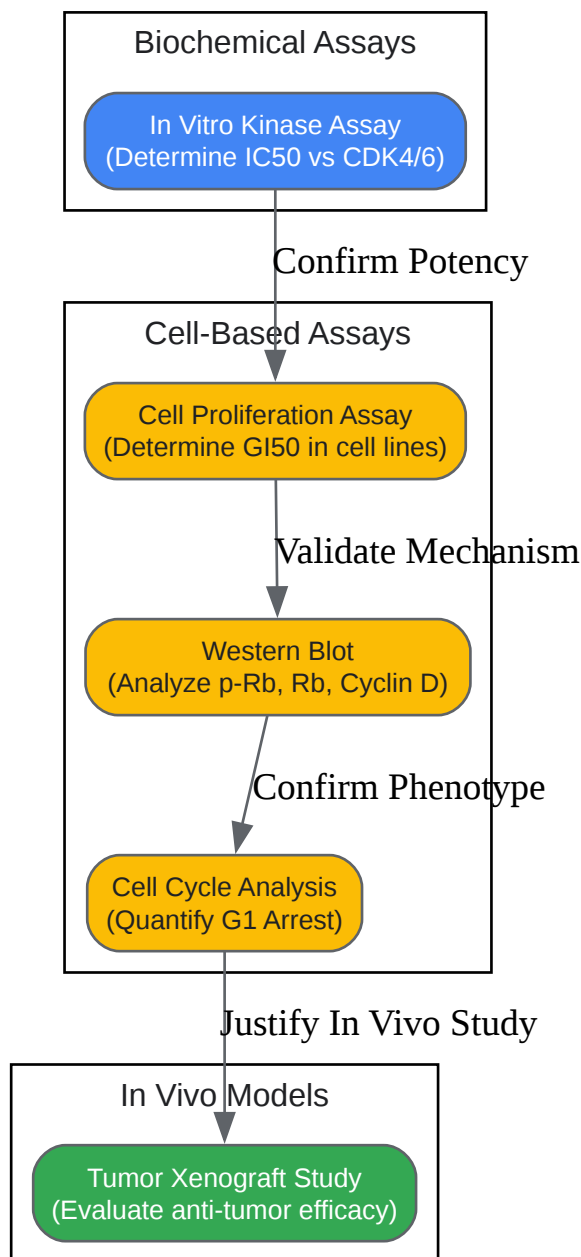 Biochemical Assays
In Vitro Kinase Assay
(Determine IC50 vs CDK4/6)
Confirm Potency
Cell-Based Assays
Cell Proliferation Assay
(Determine GI50 in cell lines)
Validate Mechanism
Western Blot
(Analyze p-Rb, Rb, Cyclin D)
Confirm Phenotype
Cell Cycle Analysis
(Quantify G1 Arrest)
Justify In Vivo Study
In Vivo Models
Tumor Xenograft Study
(Evaluate anti-tumor efficacy)